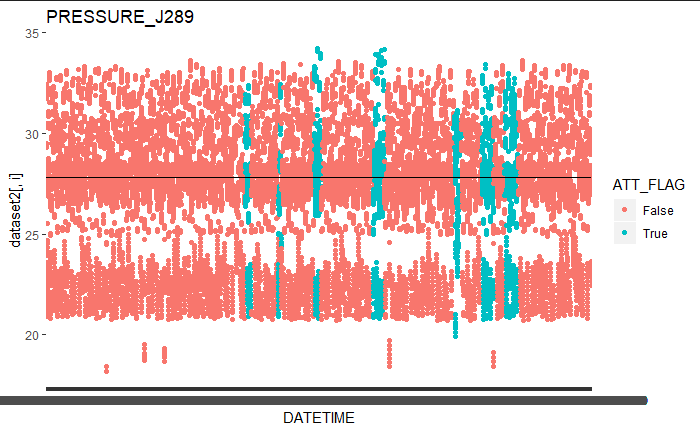 PRESSURE_J289
35
30
25
20
dataset2[, i]
DATETIME
ATT_FLAG
False
True